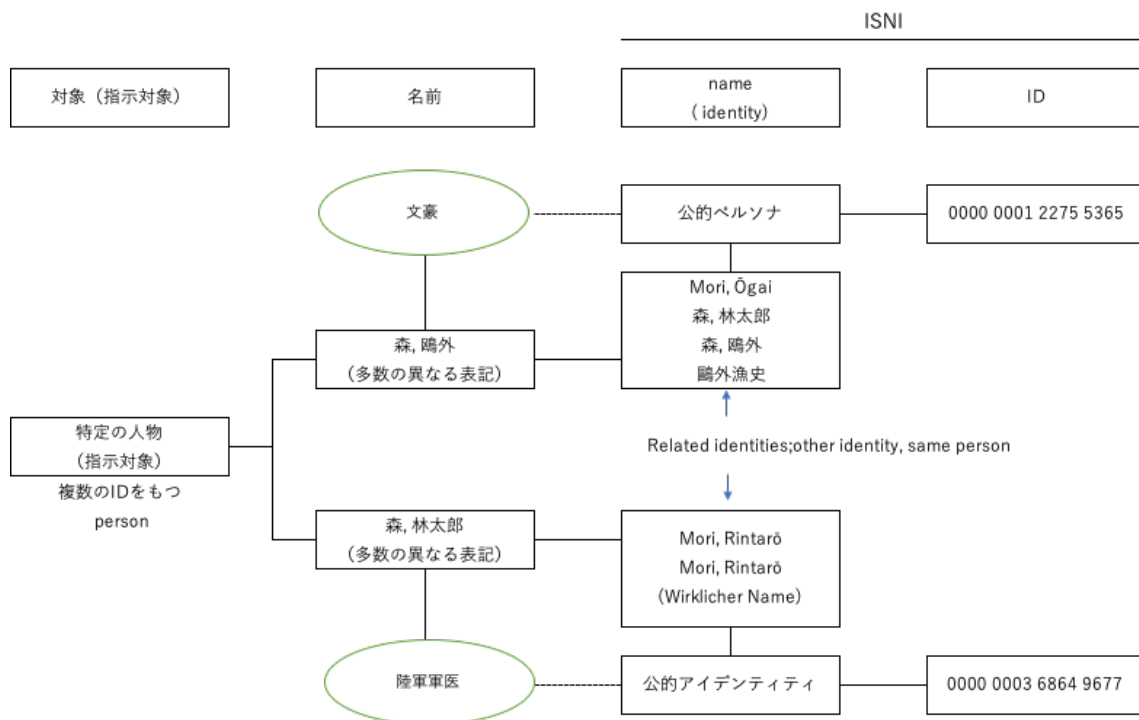 ISNI
対象（指示対象）
名前
name
( identity)
ID
文豪
公的ペルソナ
0000 0001 2275 5365
Mori, Ōgai
森, 林太郎
森, 鴎外
鷗外漁史
森, 鷗外
(多数の異なる表記)
特定の人物
(指示対象)
複数のIDをもつ
person
Related identities;other identity, same person
森, 林太郎
(多数の異なる表記)
Mori, Rintarō
Mori, Rintarō
(Wirklicher Name)
陸軍軍医
公的アイデンティティ
0000 0003 6864 9677